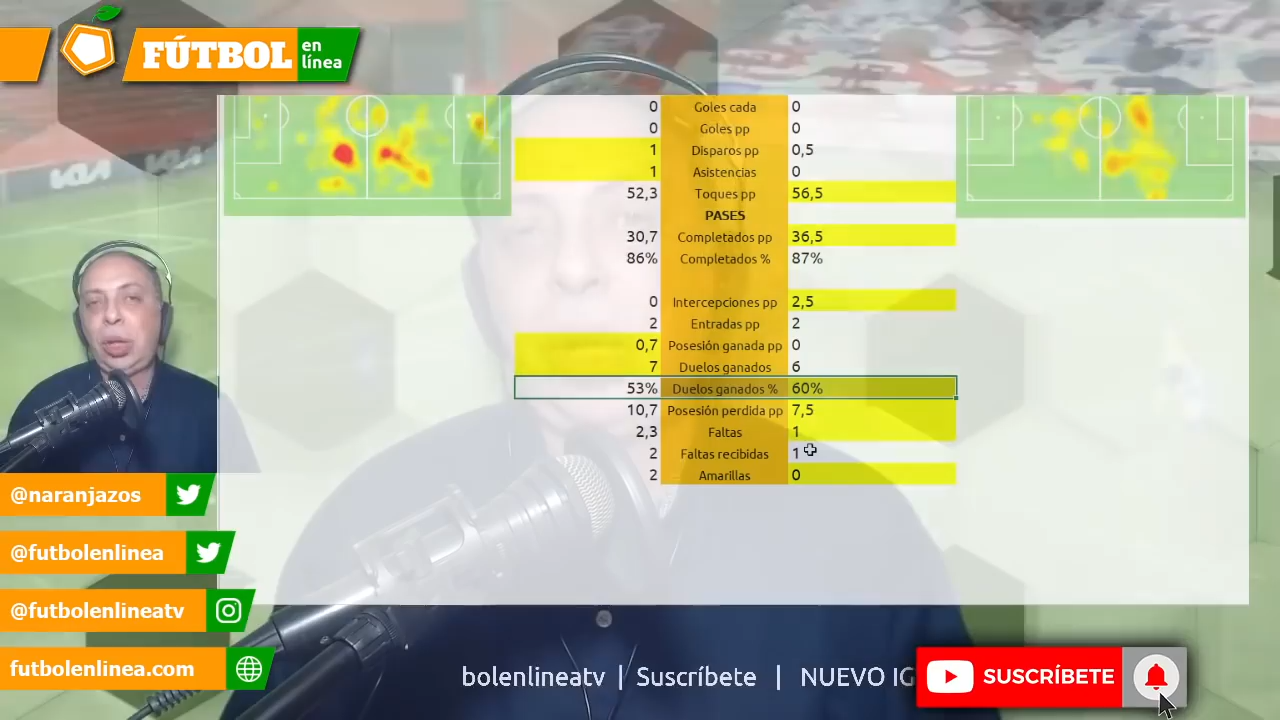 FÚTBOL en línea
KIA
KIA
0 Goles cada 0
0 Goles pp 0
1 Disparos pp 0,5
1 Asistencias 0
52,3 Toques pp 56,5
PASES
30,7 Completados pp 36,5
86% Completados % 87%
0 Intercepciones pp 2,5
2 Entradas pp 2
0,7 Posesión ganada pp 0
7 Duelos ganados 6
53% Duelos ganados % 60%
10,7 Posesión perdida pp 7,5
2,3 Faltas 1
2 Faltas recibidas 1
2 Amarillas 0
@naranjazos
@futbolenlinea
@futbolenlineatv
futbolenlinea.com
bolenlineatv | Suscríbete | NUEVO IG
SUSCRÍBETE